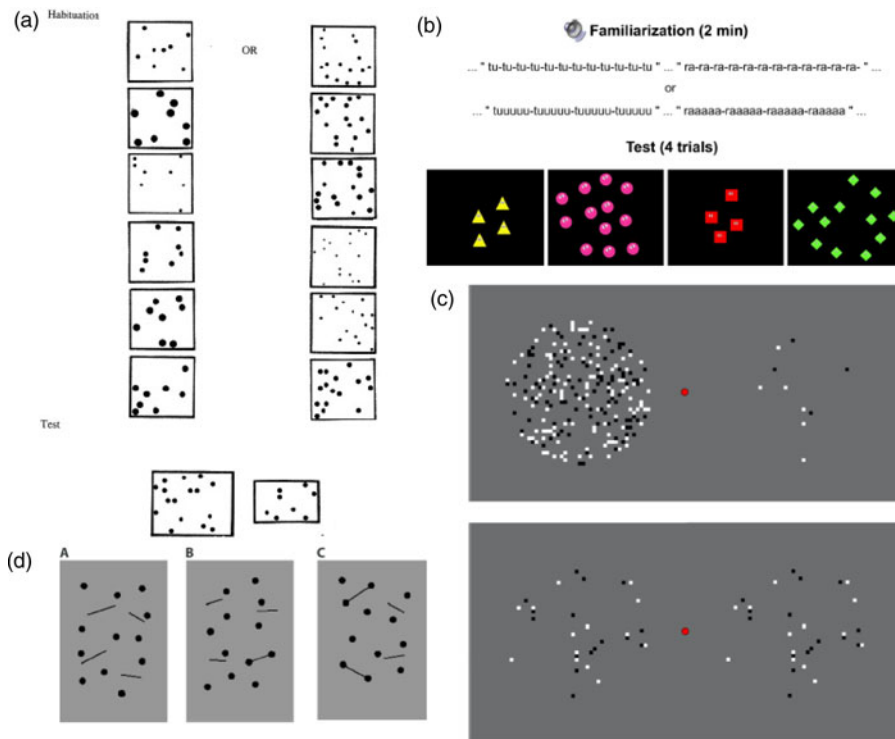 (a)
Habituation
OR
Test
(b)
Familiarization (2 min)
... " tu-tu-tu-tu-tu-tu-tu-tu-tu-tu-tu-tu " ... " ra-ra-ra-ra-ra-ra-ra-ra-ra-ra-ra-ra- " ...
or
... " tuuuuu-tuuuuu-tuuuuu-tuuuuu " ... " raaaaa-raaaaa-raaaaa-raaaaa " ...
Test (4 trials)
(c)
(d)
A
B
C